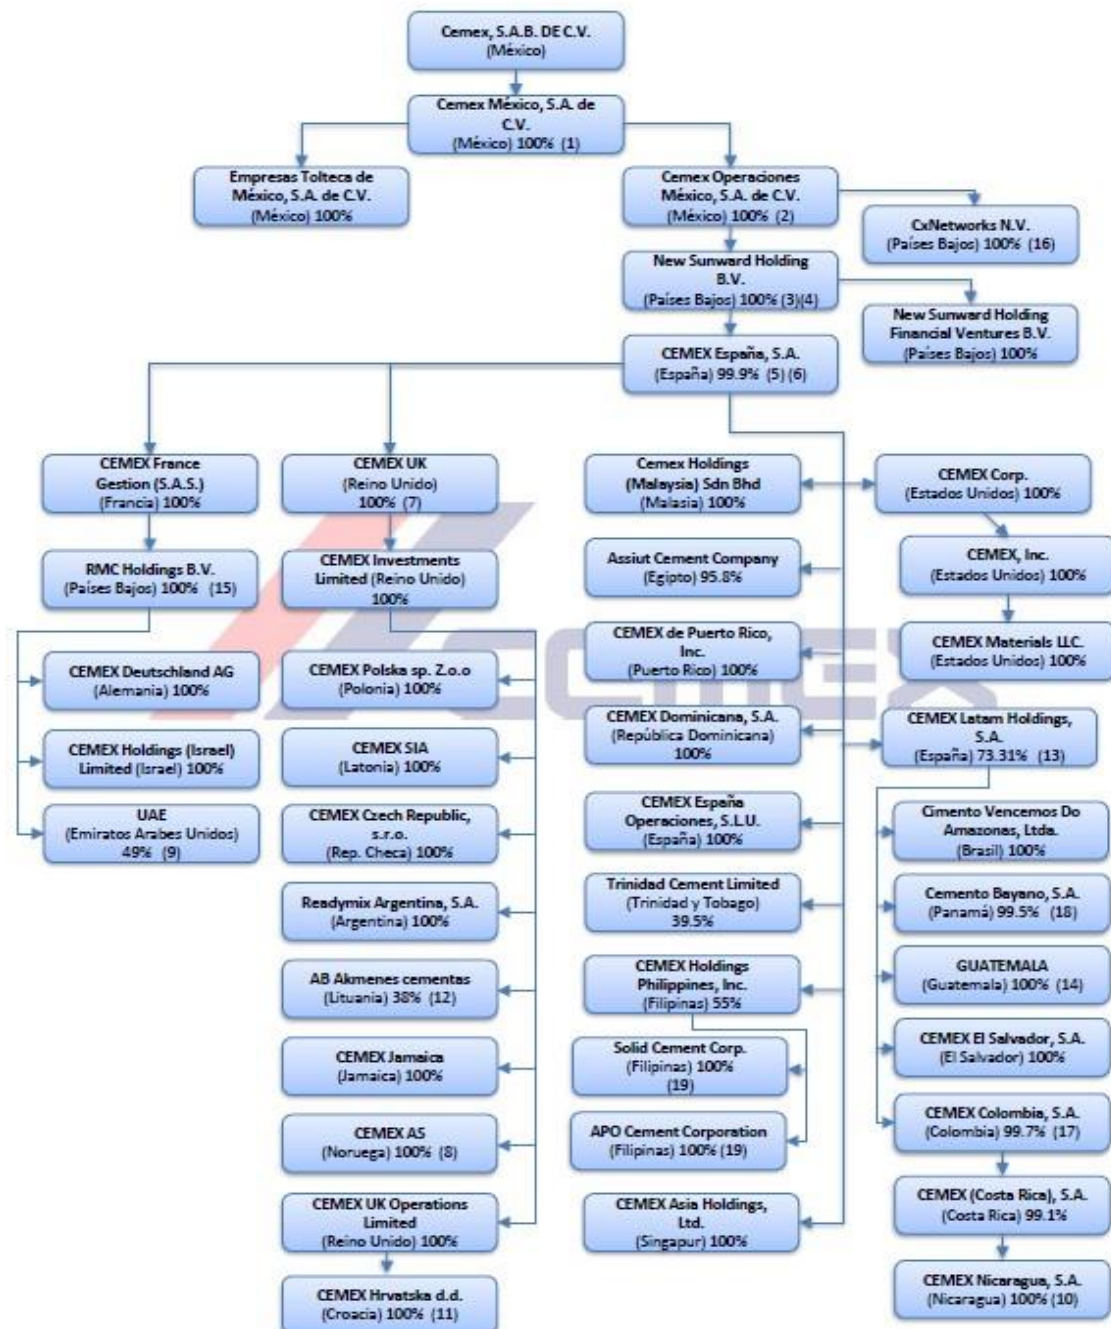 Cemex, S.A.B. DE C.V.
(México)
Cemex México, S.A. de
C.V.
(México) 100% (1)
Empresas Tolteca de
México, S.A. de C.V.
(México) 100%
Cemex Operaciones
México, S.A. de C.V.
(México) 100% (2)
CxNetworks N.V.
(Países Bajos) 100% (16)
New Sunward Holding
B.V.
(Países Bajos) 100% (3)(4)
New Sunward Holding
Financial Ventures B.V.
(Países Bajos) 100%
CEMEX España, S.A.
(España) 99.9% (5) (6)
CEMEX France
Gestion (S.A.S.)
(Francia) 100%
RMC Holdings B.V.
(Países Bajos) 100% (15)
CEMEX Deutschland AG
(Alemania) 100%
CEMEX Holdings (Israel)
Limited (Israel) 100%
UAE
(Emiratos Arabes Unidos)
49% (9)
CEMEX UK
(Reino Unido)
100% (7)
CEMEX Investments
Limited (Reino Unido)
100%
CEMEX Polska sp. Z.o.o
(Polonia) 100%
CEMEX SIA
(Latonia) 100%
CEMEX Czech Republic,
s.r.o.
(Rep. Checa) 100%
Readymix Argentina, S.A.
(Argentina) 100%
AB Akmenes cementas
(Lituania) 38% (12)
CEMEX Jamaica
(Jamaica) 100%
CEMEX AS
(Noruega) 100% (8)
CEMEX UK Operations
Limited
(Reino Unido) 100%
CEMEX Hrvatska d.d.
(Croacia) 100% (11)
Cemex Holdings
(Malaysia) Sdn Bhd
(Malasia) 100%
Assiut Cement Company
(Egipto) 95.8%
CEMEX de Puerto Rico,
Inc.
(Puerto Rico) 100%
CEMEX Dominicana, S.A.
(República Dominicana)
100%
CEMEX España
Operaciones, S.L.U.
(España) 100%
Trinidad Cement Limited
(Trinidad y Tobago)
39.5%
CEMEX Holdings
Philippines, Inc.
(Filipinas) 55%
Solid Cement Corp.
(Filipinas) 100%
(19)
APO Cement Corporation
(Filipinas) 100% (19)
CEMEX Asia Holdings,
Ltd.
(Singapur) 100%
CEMEX Corp.
(Estados Unidos) 100%
CEMEX, Inc.
(Estados Unidos) 100%
CEMEX Materials LLC.
(Estados Unidos) 100%
CEMEX Latam Holdings,
S.A.
(España) 73.31% (13)
Cimento Vencemos Do
Amazonas, Ltda.
(Brasil) 100%
Cemento Bayano, S.A.
(Panamá) 99.5% (18)
GUATEMALA
(Guatemala) 100% (14)
CEMEX El Salvador, S.A.
(El Salvador) 100%
CEMEX Colombia, S.A.
(Colombia) 99.7% (17)
CEMEX (Costa Rica), S.A.
(Costa Rica) 99.1%
CEMEX Nicaragua, S.A.
(Nicaragua) 100% (10)
CEMEX